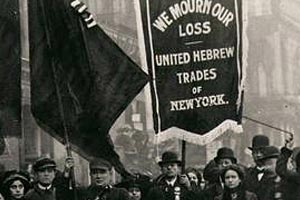 WE MOURN OUR
LOSS
UNITED HEBREW
TRADES
OF
NEW YORK.